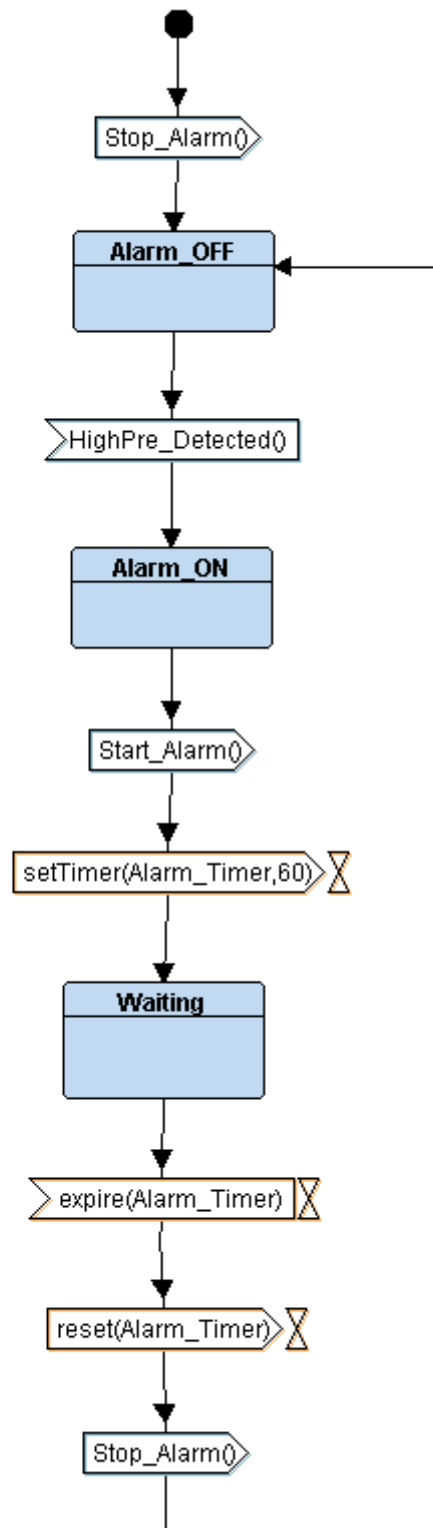 Stop_Alarm()
Alarm_OFF
HighPre_Detected()
Alarm_ON
Start_Alarm()
setTimer(Alarm_Timer,60)
Waiting
expire(Alarm_Timer)
reset(Alarm_Timer)
Stop_Alarm()